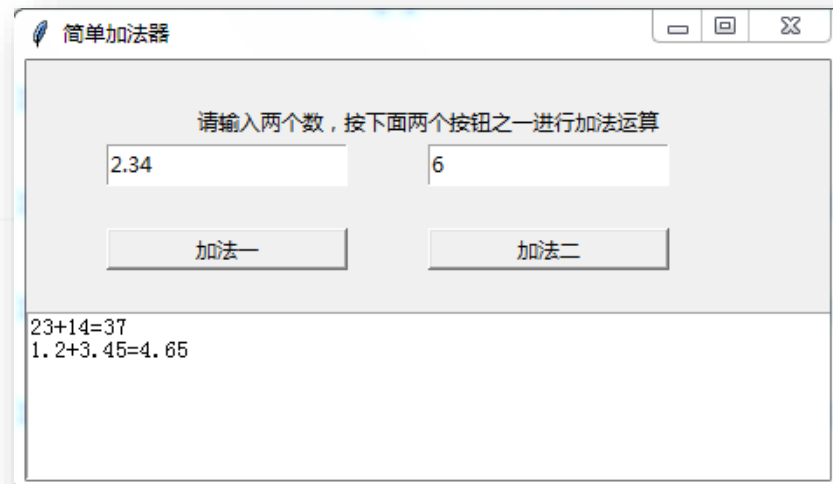 简单加法器
请输入两个数，按下面两个按钮之一进行加法运算
2.34 6
加法一 加法二
23+14=37
1.2+3.45=4.65